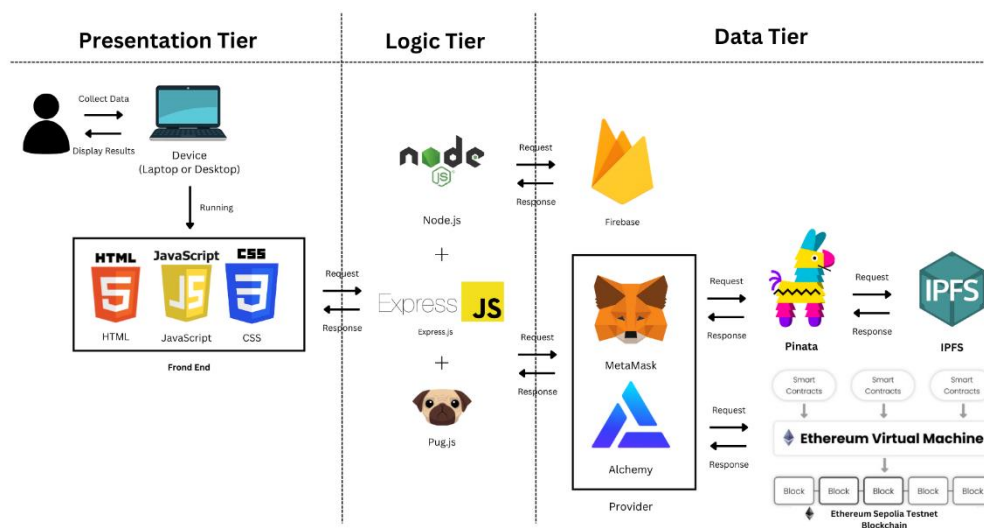 Presentation Tier
Logic Tier
Data Tier
Collect Data
Display Results
Device
(Laptop or Desktop)
Running
HTML
JavaScript
CSS
5
JS
3
HTML
JavaScript
CSS
Frond End
Request
Response
node
JS
Node.js
+
Express
JS
Express.js
+
Pug.js
Request
Response
Firebase
Request
Response
MetaMask
Alchemy
Provider
Request
Response
Pinata
Request
Response
IPFS
IPFS
Request
Response
Smart
Contracts
Smart
Contracts
Smart
Contracts
Ethereum Virtual Machine
Block
Block
Block
Block
Block
Ethereum Sepolia Testnet
Blockchain